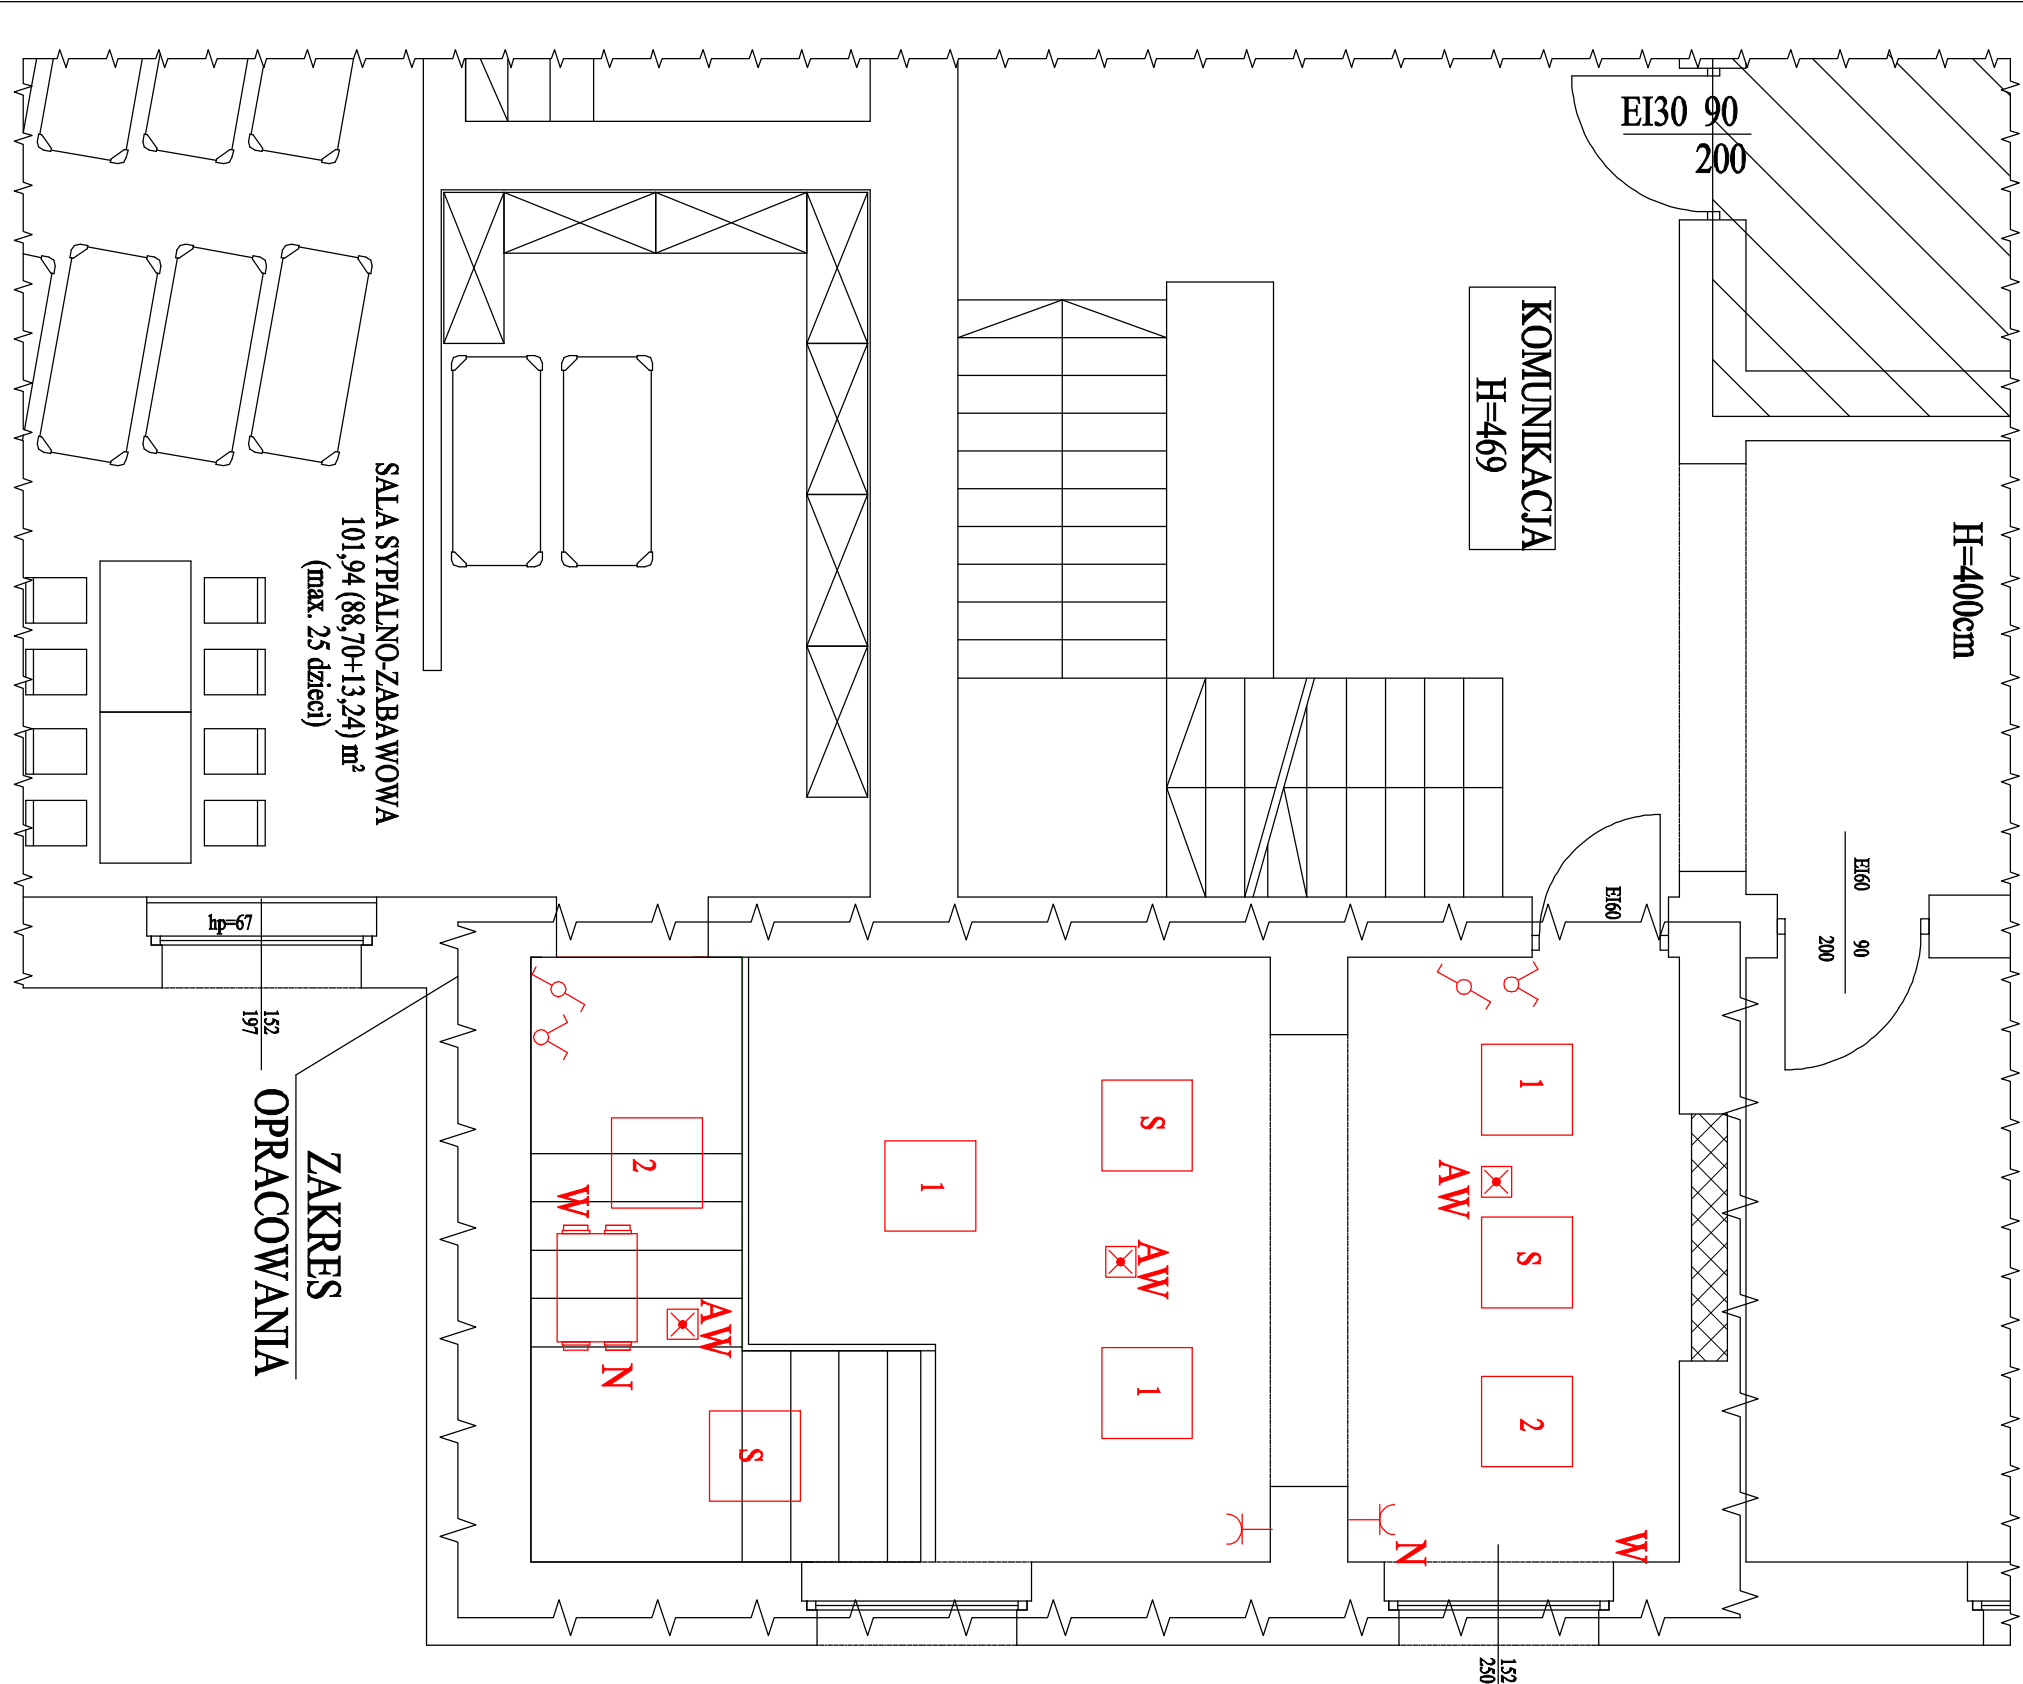 EI30 90
200
KOMUNIKACJA
H=469
H=400cm
SALA SYPIALNO-ZABAWOWA
101,94 (88,70+13,24) m²
(max. 25 dzieci)
hp=67
152
197
EI60
EI60 90
200
ZAKRES
OPRACOWANIA
1
S
2
AW
W
N
S
1
1
AW
2
W
AW
N
S
152
250